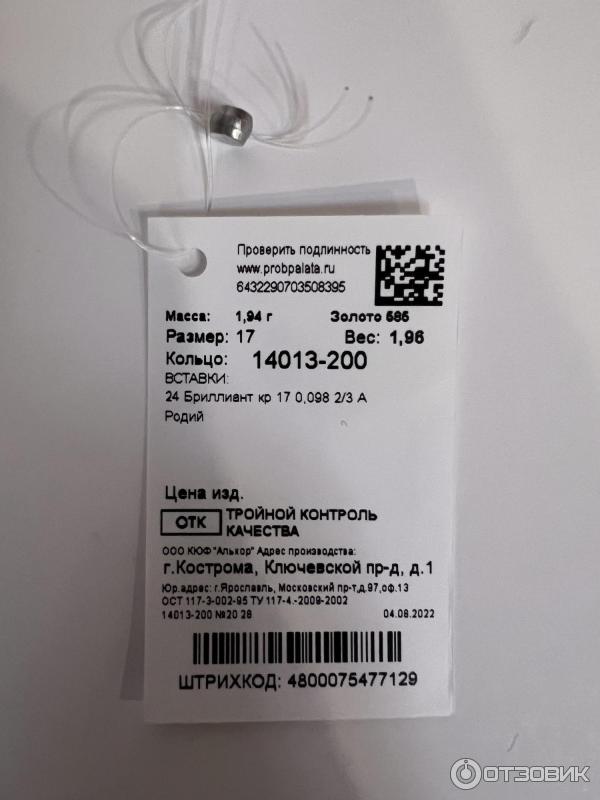 Проверить подлинность
www.probpalata.ru
6432290703508395
Масса: 1,94 г Золото 585
Размер: 17 Вес: 1,96
Кольцо: 14013-200
ВСТАВКИ:
24 Бриллиант кр 17 0,098 2/3 А
Родий
Цена изд.
ОТК ТРОЙНОЙ КОНТРОЛЬ
КАЧЕСТВА
ООО КЮФ "Алькор" Адрес производства:
г.Кострома, Ключевской пр-д, д.1
Юр.адрес: г.Ярославль, Московский пр-т,д.97,оф.13
ОСТ 117-3-002-95 ТУ 117-4.-2009-2002
14013-200 №20 28 04.08.2022
ШТРИХКОД: 4800075477129
ОТЗОВИК